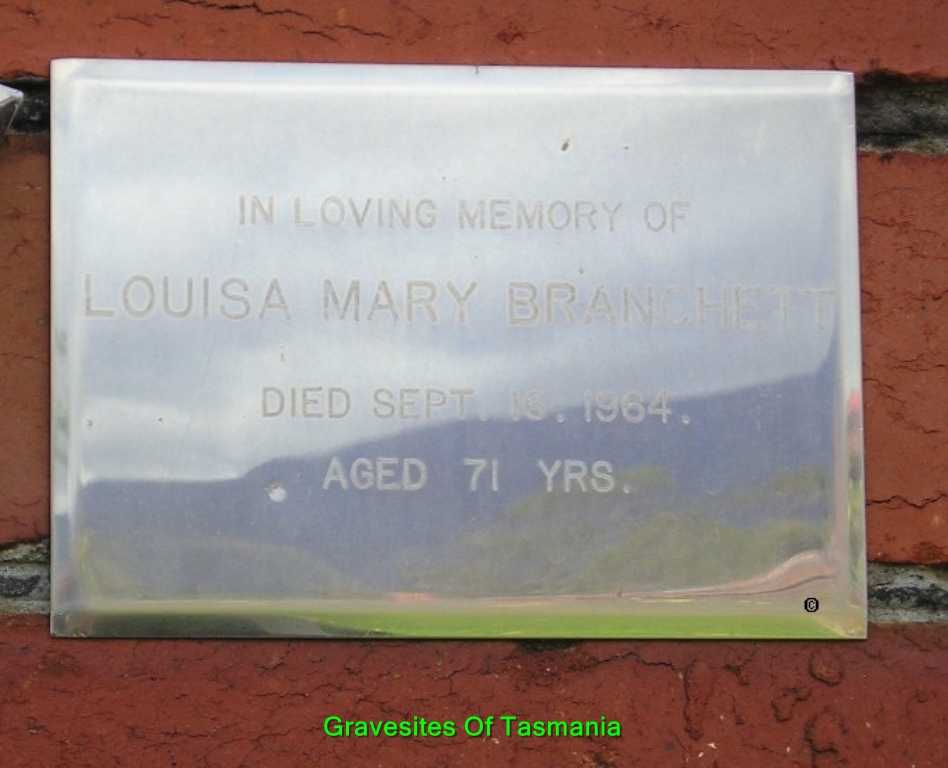 IN LOVING MEMORY OF
LOUISA MARY BRANCHETT
DIED SEPT. 16. 1964.
AGED 71 YRS.
©
Gravesites Of Tasmania